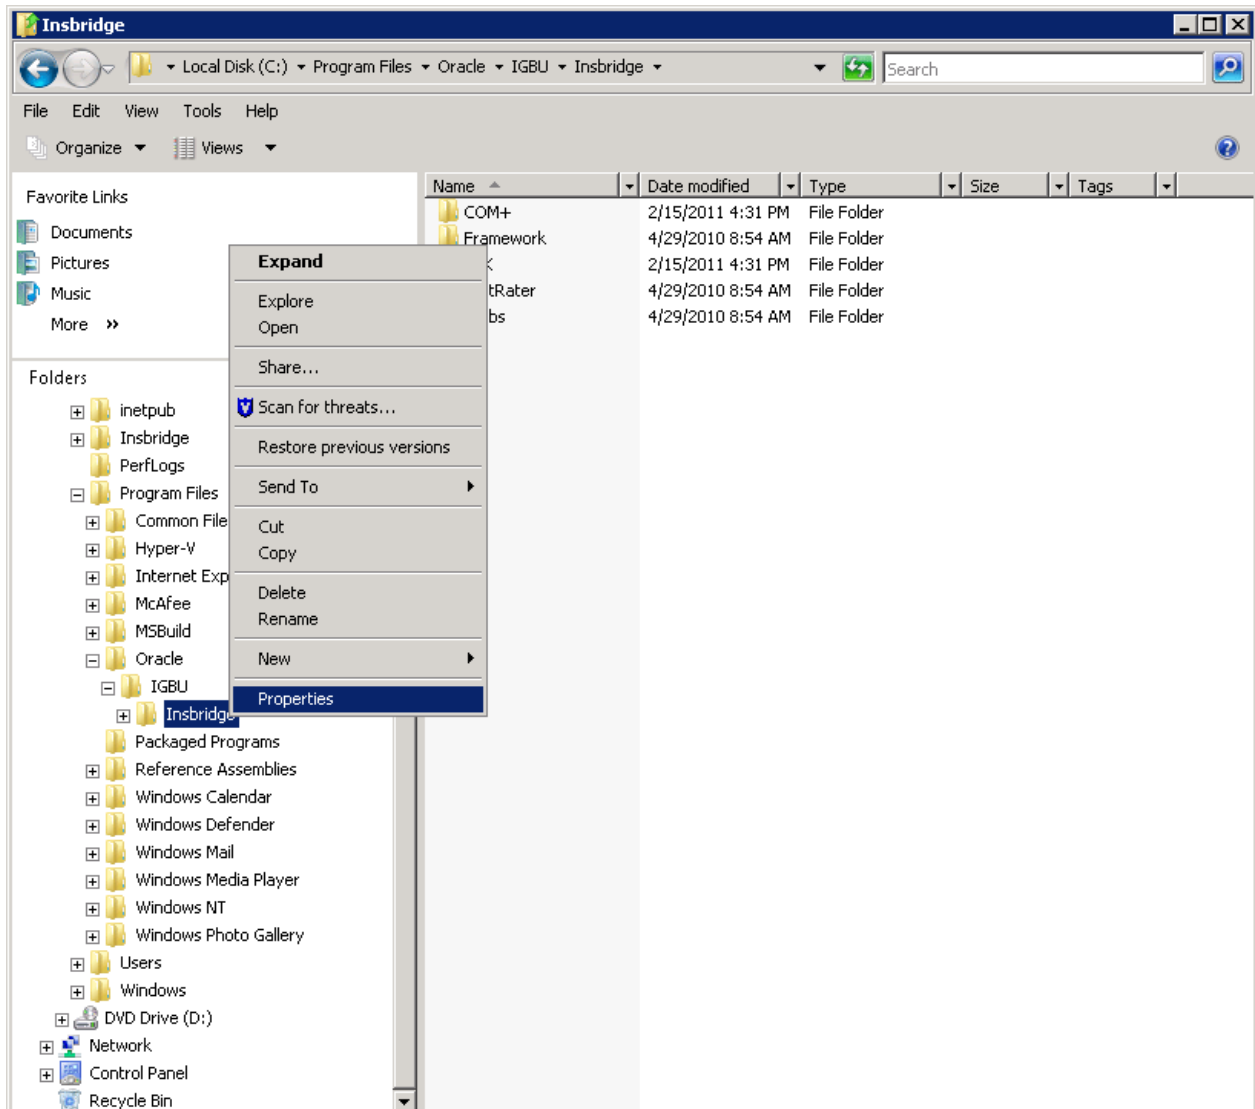 Insbridge
Local Disk (C:) Program Files Oracle IGBU Insbridge
Search
File Edit View Tools Help
Organize Views
Favorite Links
Documents
Pictures
Music
More »
Folders
inetpub
Insbridge
PerfLogs
Program Files
Common File
Hyper-V
Internet Exp
McAfee
MSBuild
Oracle
IGBU
Insbridge
Packaged Programs
Reference Assemblies
Windows Calendar
Windows Defender
Windows Mail
Windows Media Player
Windows NT
Windows Photo Gallery
Users
Windows
DVD Drive (D:)
Network
Control Panel
Recycle Bin
Expand
Explore
Open
Share...
Scan for threats...
Restore previous versions
Send To
Cut
Copy
Delete
Rename
New
Properties
Name Date modified Type Size Tags
COM+ 2/15/2011 4:31 PM File Folder
Framework 4/29/2010 8:54 AM File Folder
2/15/2011 4:31 PM File Folder
tRater 4/29/2010 8:54 AM File Folder
bs 4/29/2010 8:54 AM File Folder